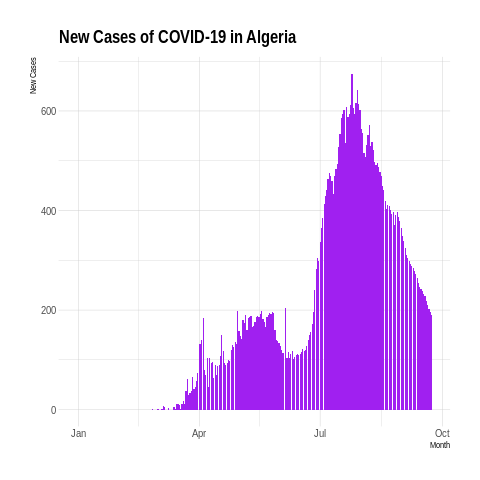 New Cases of COVID-19 in Algeria
New Cases
600
400
200
0
Jan Apr Jul Oct
Month